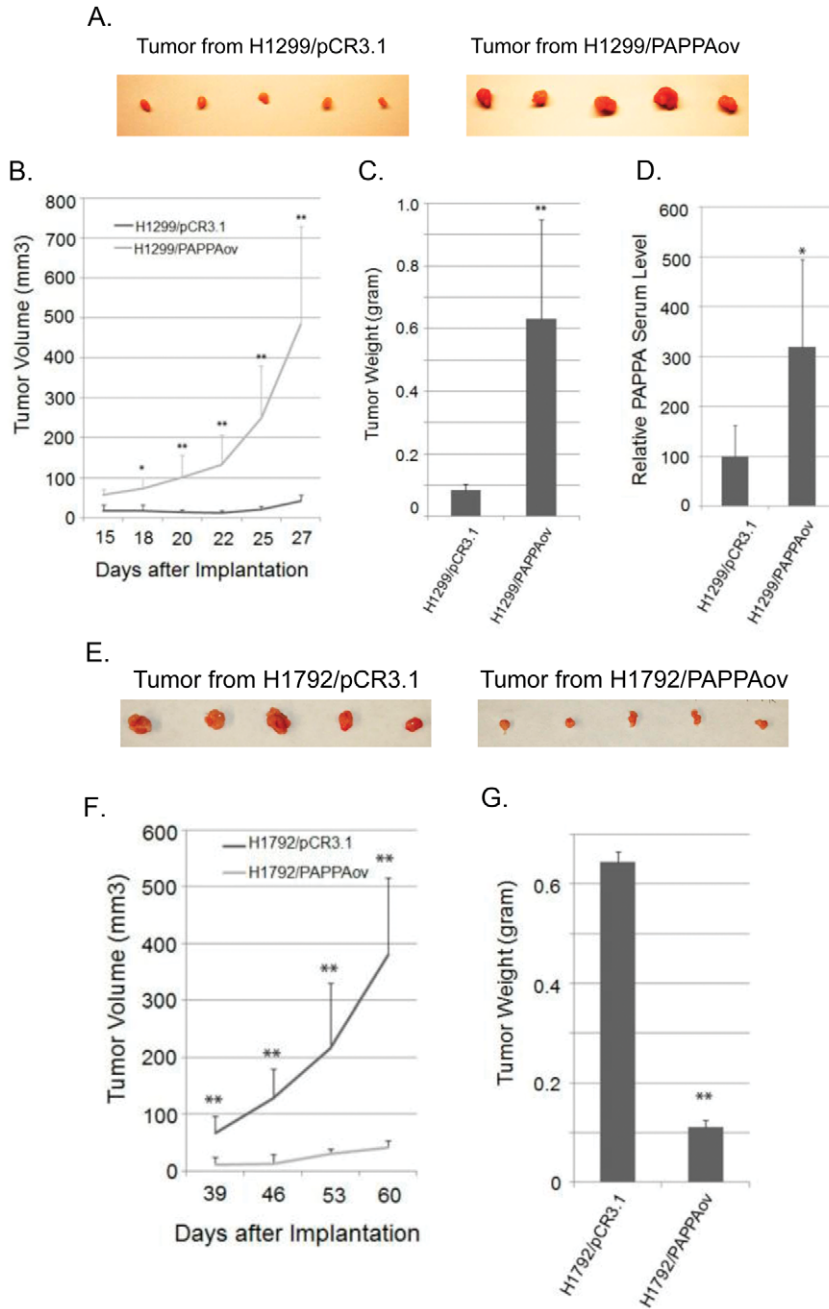 A.
Tumor from H1299/pCR3.1
Tumor from H1299/PAPPAov
B.
Tumor Volume (mm3)
800
700
600
500
400
300
200
100
0
H1299/pCR3.1
H1299/PAPPAov
*
**
**
**
**
15 18 20 22 25 27
Days after Implantation
C.
Tumor Weight (gram)
1.0
0.8
0.6
0.4
0.2
0
**
H1299/pCR3.1
H1299/PAPPAov
D.
Relative PAPPA Serum Level
600
500
400
300
200
100
0
*
H1299/pCR3.1
H1299/PAPPAov
E.
Tumor from H1792/pCR3.1
Tumor from H1792/PAPPAov
F.
Tumor Volume (mm3)
600
500
400
300
200
100
0
H1792/pCR3.1
H1792/PAPPAov
**
**
**
**
39 46 53 60
Days after Implantation
G.
Tumor Weight (gram)
0.6
0.4
0.2
0
**
H1792/pCR3.1
H1792/PAPPAov